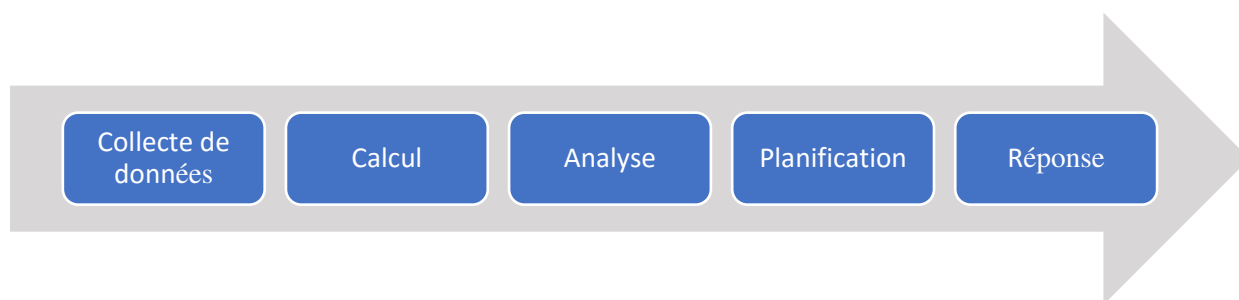 Collecte de
données
Calcul
Analyse
Planification
Réponse